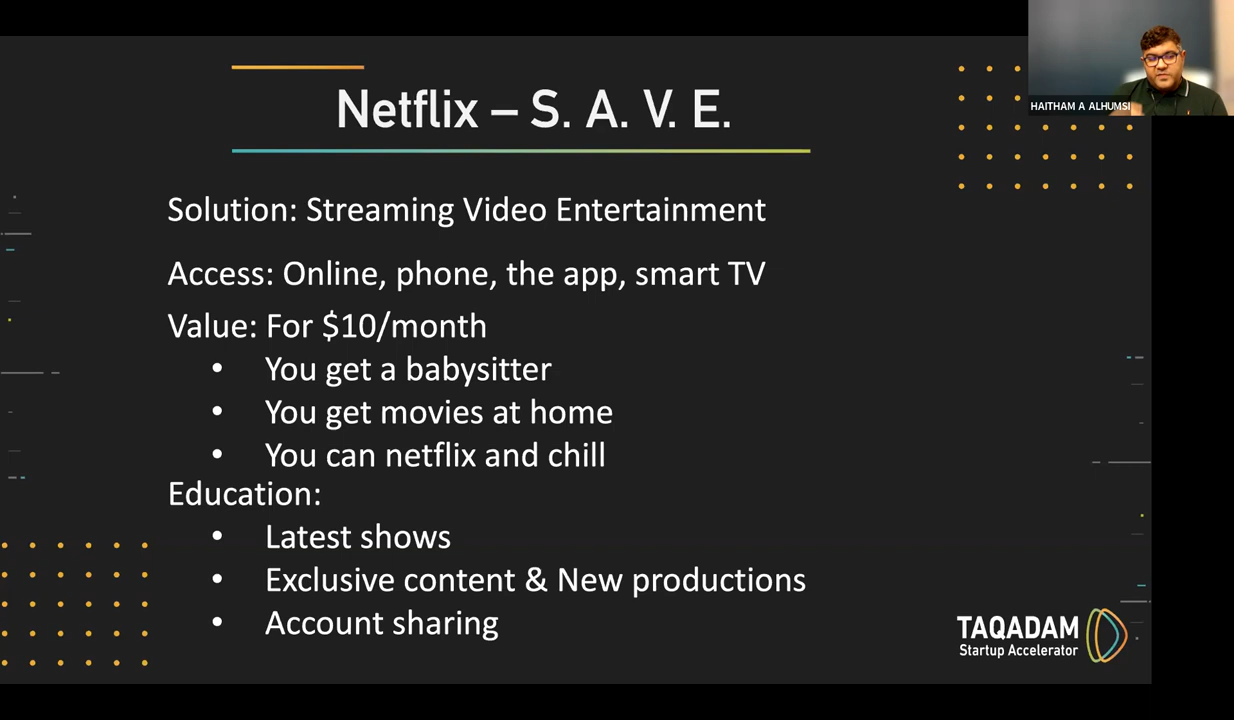 Netflix – S. A. V. E.
HAITHAM A ALHUMSI
Solution: Streaming Video Entertainment
Access: Online, phone, the app, smart TV
Value: For $10/month
• You get a babysitter
• You get movies at home
• You can netflix and chill
Education:
• Latest shows
• Exclusive content & New productions
• Account sharing
TAQADAM
Startup Accelerator